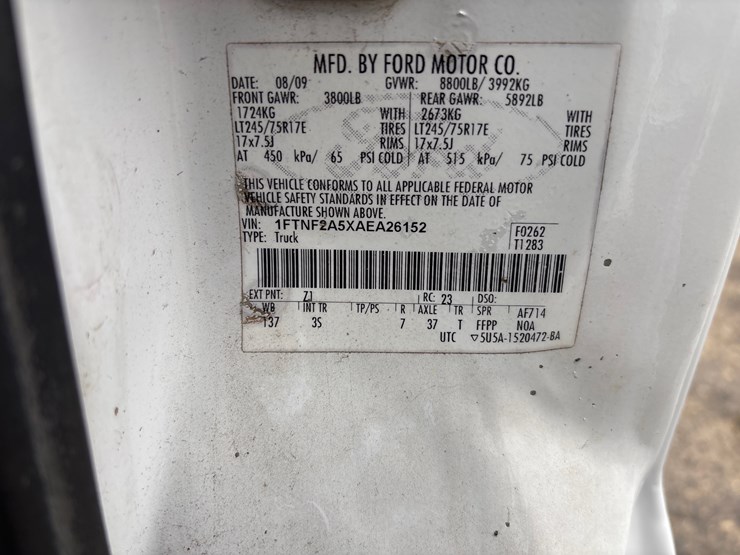 MFD. BY FORD MOTOR CO.
DATE: 08/09 GVWR: 8800LB/3992KG
FRONT GAWR: 3800LB REAR GAWR: 5892LB
1724KG WITH 2673KG WITH
LT245/75R17E TIRES LT245/75R17E TIRES
17x7.5J RIMS 17x7.5J RIMS
AT 450 kPa/ 65 PSI COLD AT 515 kPa/ 75 PSI COLD
THIS VEHICLE CONFORMS TO ALL APPLICABLE FEDERAL MOTOR
VEHICLE SAFETY STANDARDS IN EFFECT ON THE DATE OF
MANUFACTURE SHOWN ABOVE.
VIN: 1FTNF2A5XAEA26152 F0262
TYPE: Truck T1283
EXT PNT: Z1 RC: 23 DSO:
WB INT TR TP/PS R AXLE TR SPR AF714
137 3S 7 37 T FFPP NOA
UTC ▽5U5A-1520472-BA